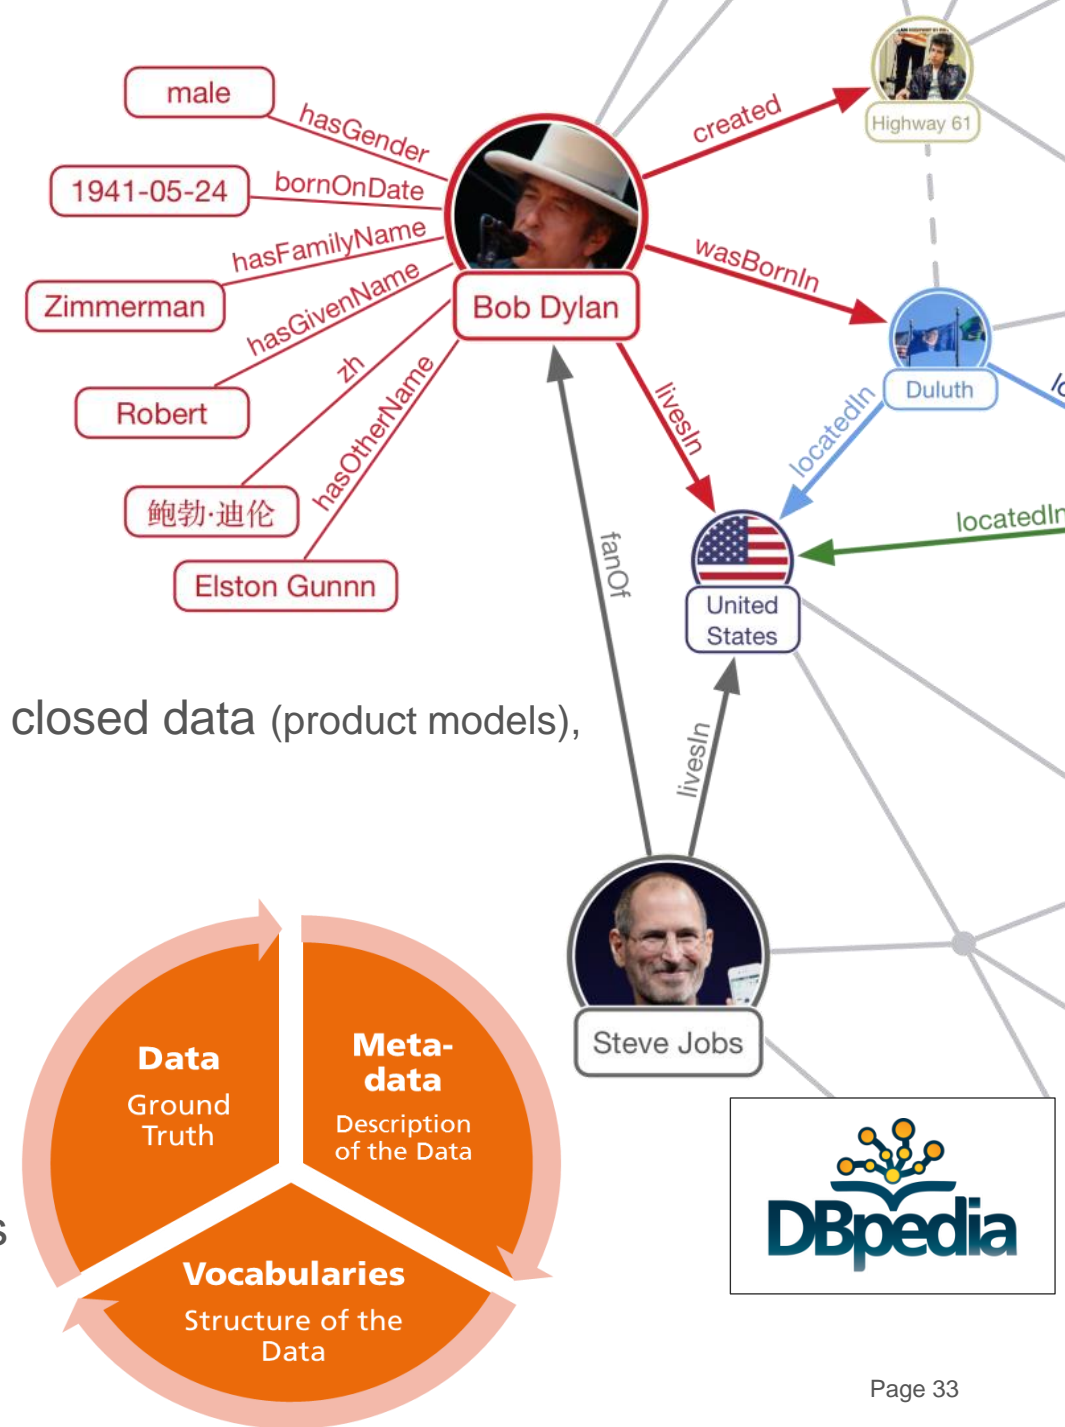 male
hasGender
created
Highway 61
1941-05-24
bornOnDate
hasFamilyName
wasBornIn
Zimmerman
hasGivenName
Bob Dylan
zh
Robert
hasOtherName
livesIn
locatedIn
Duluth
鲍勃·迪伦
locatedIn
Elston Gunnn
fanOf
United
States
closed data (product models),
livesIn
Steve Jobs
Data
Ground
Truth
Meta-
data
Description
of the Data
s
Vocabularies
Structure of the
Data
DBpedia
Page 33